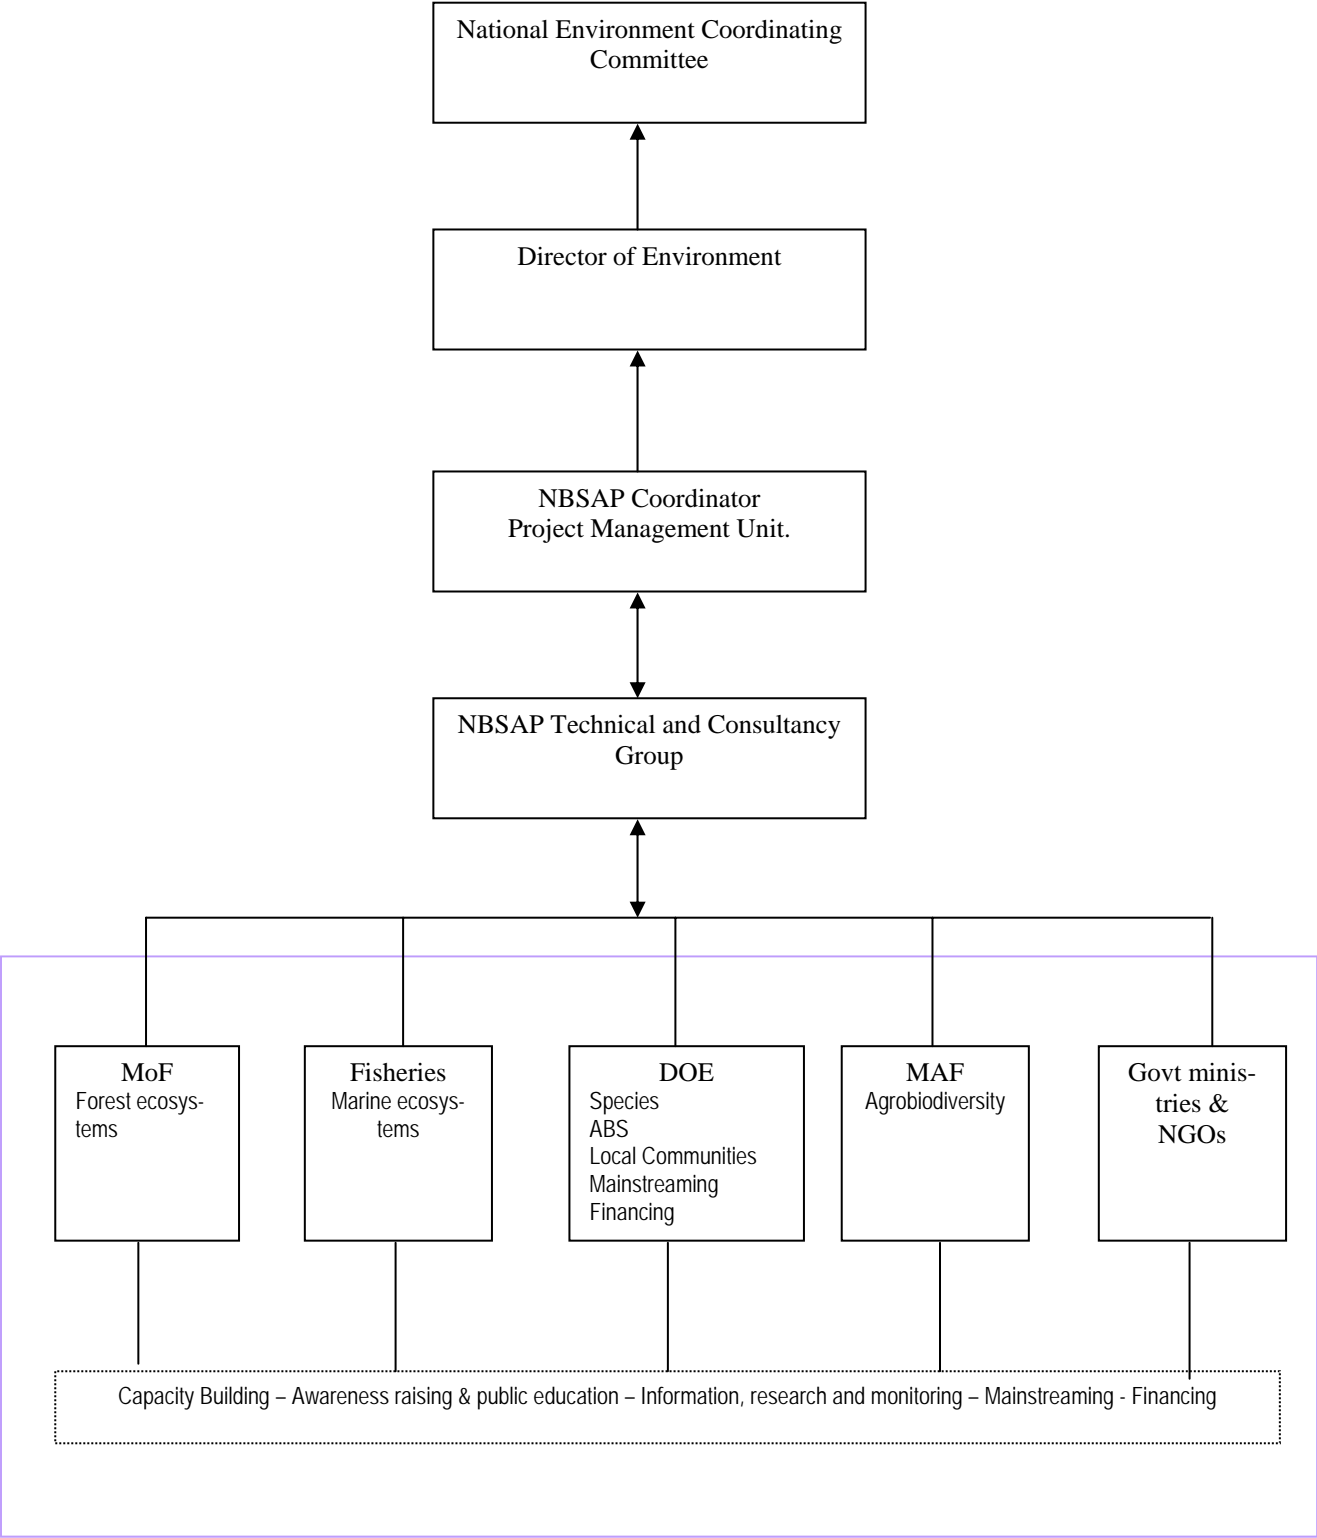 National Environment Coordinating
Committee
Director of Environment
NBSAP Coordinator
Project Management Unit.
NBSAP Technical and Consultancy
Group
MoF
Forest ecosys-
tems
Fisheries
Marine ecosys-
tems
DOE
Species
ABS
Local Communities
Mainstreaming
Financing
MAF
Agrobiodiversity
Govt minis-
tries &
NGOs
Capacity Building – Awareness raising & public education – Information, research and monitoring – Mainstreaming - Financing